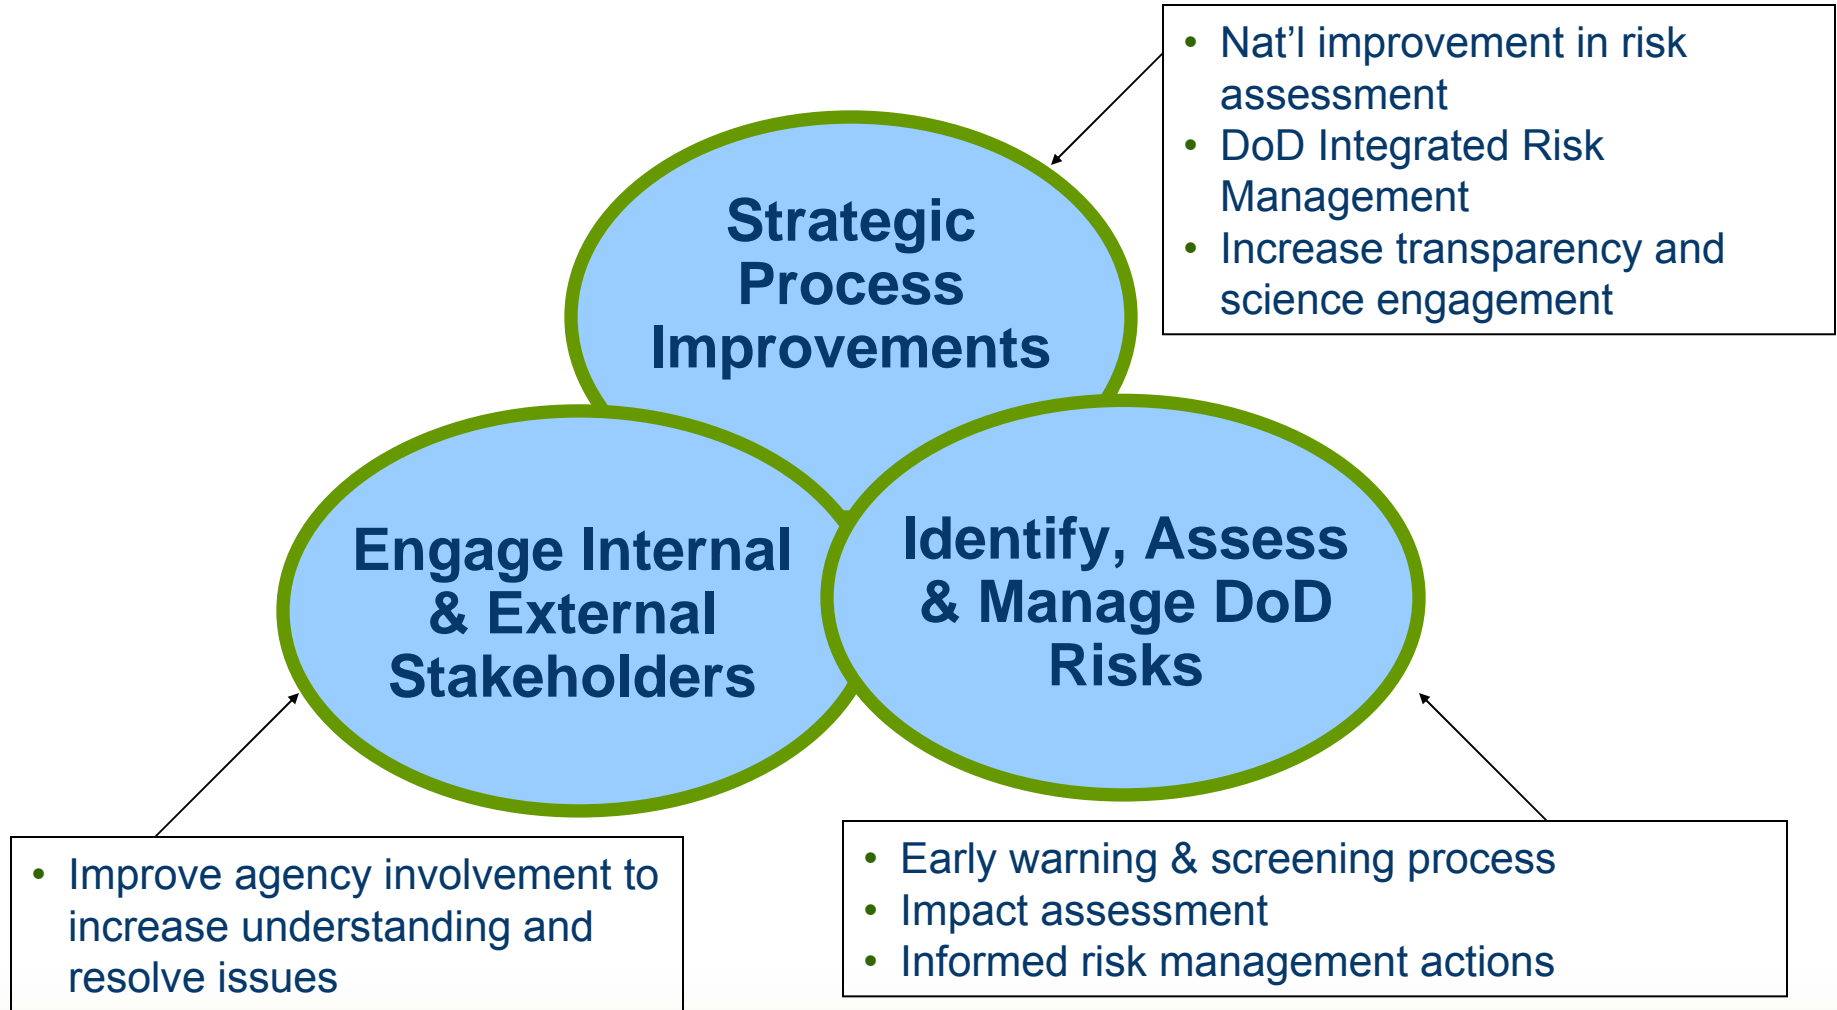 • Nat’l improvement in risk
assessment
• DoD Integrated Risk
Management
• Increase transparency and
science engagement
Strategic
Process
Improvements
Engage Internal
& External
Stakeholders
Identify, Assess
& Manage DoD
Risks
• Improve agency involvement to
increase understanding and
resolve issues
• Early warning & screening process
• Impact assessment
• Informed risk management actions